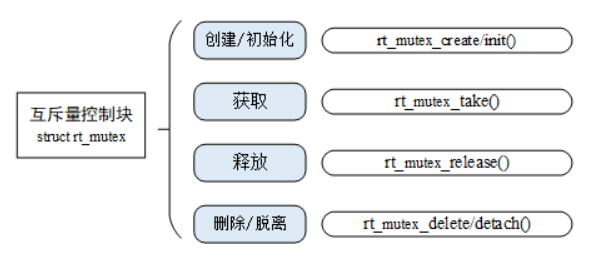 互斥量控制块
struct rt_mutex
创建/初始化
rt_mutex_create/init()
获取
rt_mutex_take()
释放
rt_mutex_release()
删除/脱离
rt_mutex_delete/detach()